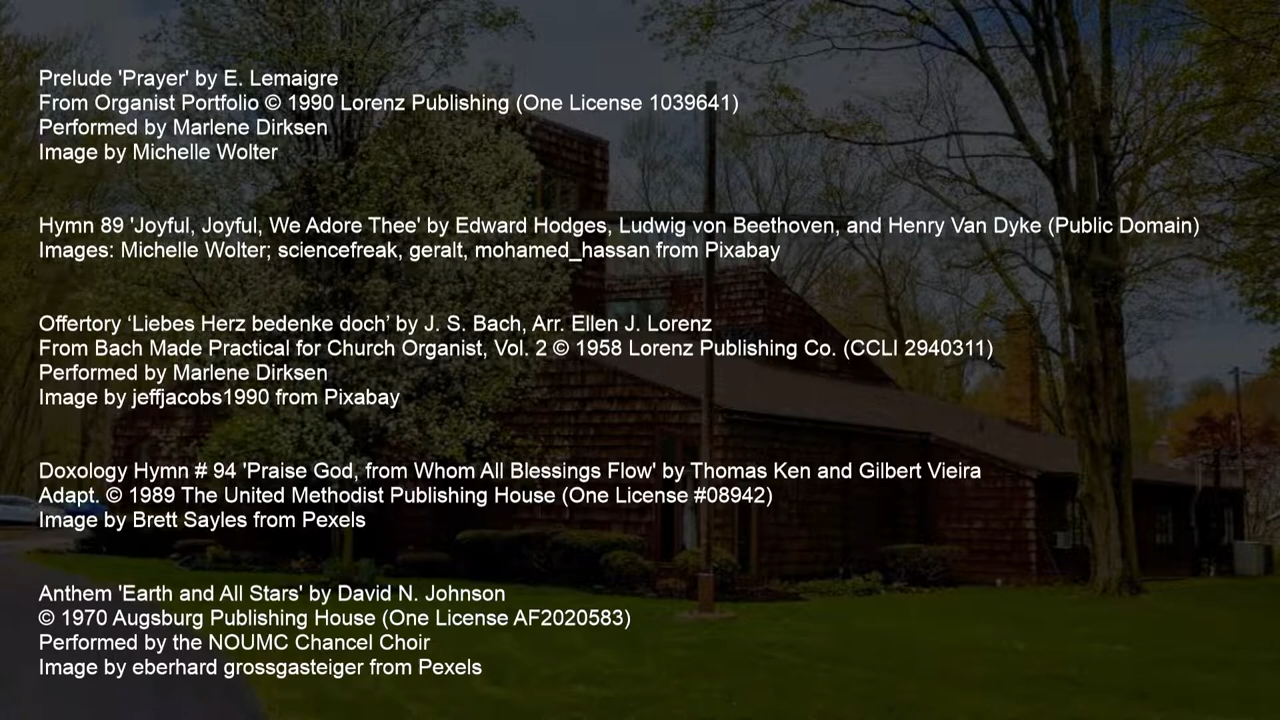 Prelude 'Prayer' by E. Lemaigre
From Organist Portfolio © 1990 Lorenz Publishing (One License 1039641)
Performed by Marlene Dirksen
Image by Michelle Wolter
Hymn 89 'Joyful, Joyful, We Adore Thee' by Edward Hodges, Ludwig von Beethoven, and Henry Van Dyke (Public Domain)
Images: Michelle Wolter; sciencefreak, geralt, mohamed_hassan from Pixabay
Offertory ‘Liebes Herz bedenke doch’ by J. S. Bach, Arr. Ellen J. Lorenz
From Bach Made Practical for Church Organist, Vol. 2 © 1958 Lorenz Publishing Co. (CCLI 2940311)
Performed by Marlene Dirksen
Image by jeffjacobs1990 from Pixabay
Doxology Hymn # 94 'Praise God, from Whom All Blessings Flow' by Thomas Ken and Gilbert Vieira
Adapt. © 1989 The United Methodist Publishing House (One License #08942)
Image by Brett Sayles from Pexels
Anthem 'Earth and All Stars' by David N. Johnson
© 1970 Augsburg Publishing House (One License AF2020583)
Performed by the NOUMC Chancel Choir
Image by eberhard grossgasteiger from Pexels